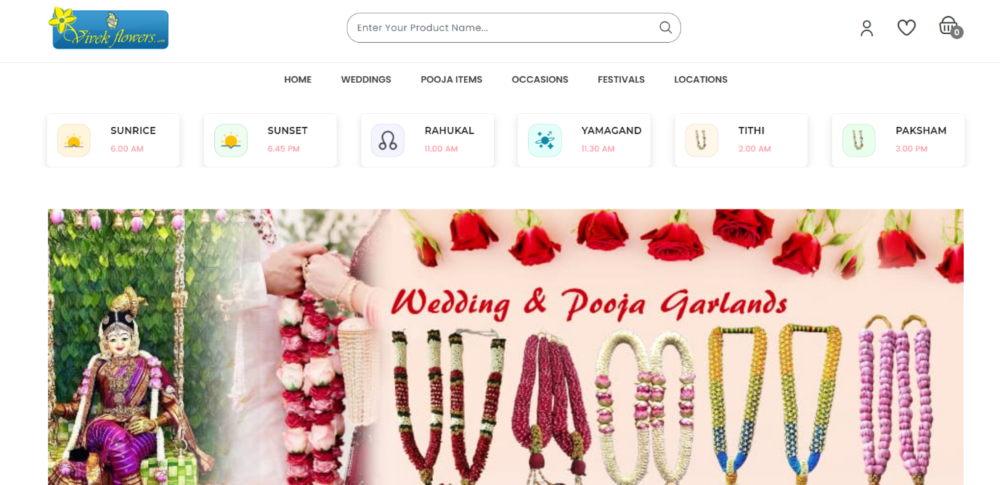 Vivek flowers.com
Enter Your Product Name...
0
HOME WEDDINGS POOJA ITEMS OCCASIONS FESTIVALS LOCATIONS
SUNRICE
6.00 AM
SUNSET
6.45 PM
RAHUKAL
11.00 AM
YAMAGAND
11.30 AM
TITHI
2.00 AM
PAKSHAM
3.00 PM
Wedding & Pooja Garlands